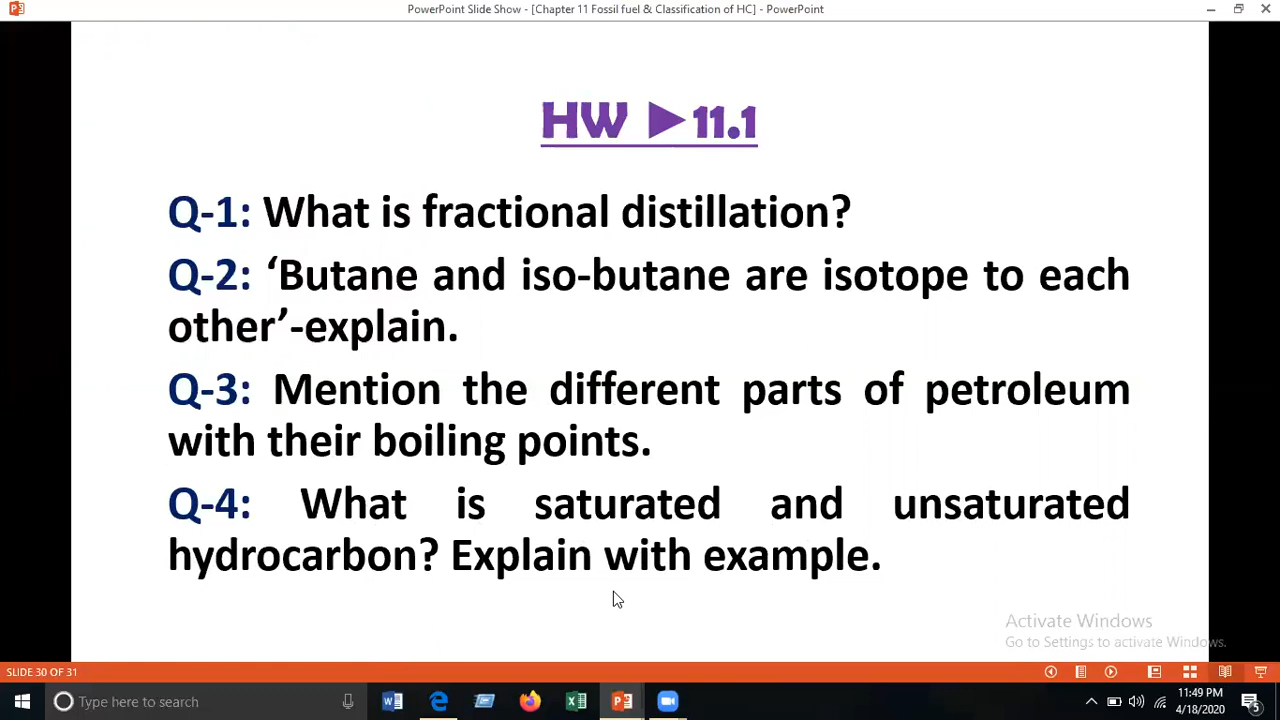 PowerPoint Slide Show - [Chapter 11 Fossil fuel & Classification of HC] - PowerPoint
HW ►11.1
Q-1: What is fractional distillation?
Q-2: ‘Butane and iso-butane are isotope to each
other’-explain.
Q-3: Mention the different parts of petroleum
with their boiling points.
Q-4: What is saturated and unsaturated
hydrocarbon? Explain with example.
Activate Windows
Go to Settings to activate Windows.
SLIDE 30 OF 31
Type here to search
11:49 PM
4/18/2020
5